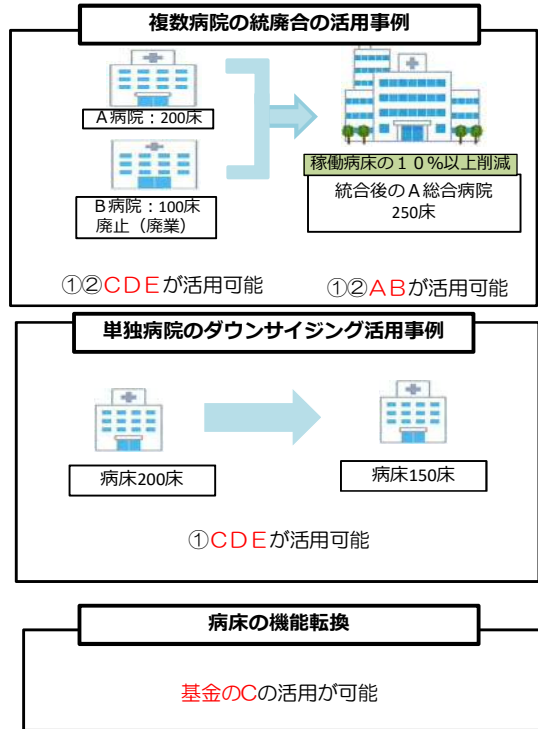 複数病院の統廃合の活用事例
A病院：200床
B病院：100床
廃止（廃業）
稼働病床の１０％以上削減
統合後のA総合病院
250床
①②CDEが活用可能
①②ABが活用可能
単独病院のダウンサイジング活用事例
病床200床
病床150床
①CDEが活用可能
病床の機能転換
基金のCの活用が可能